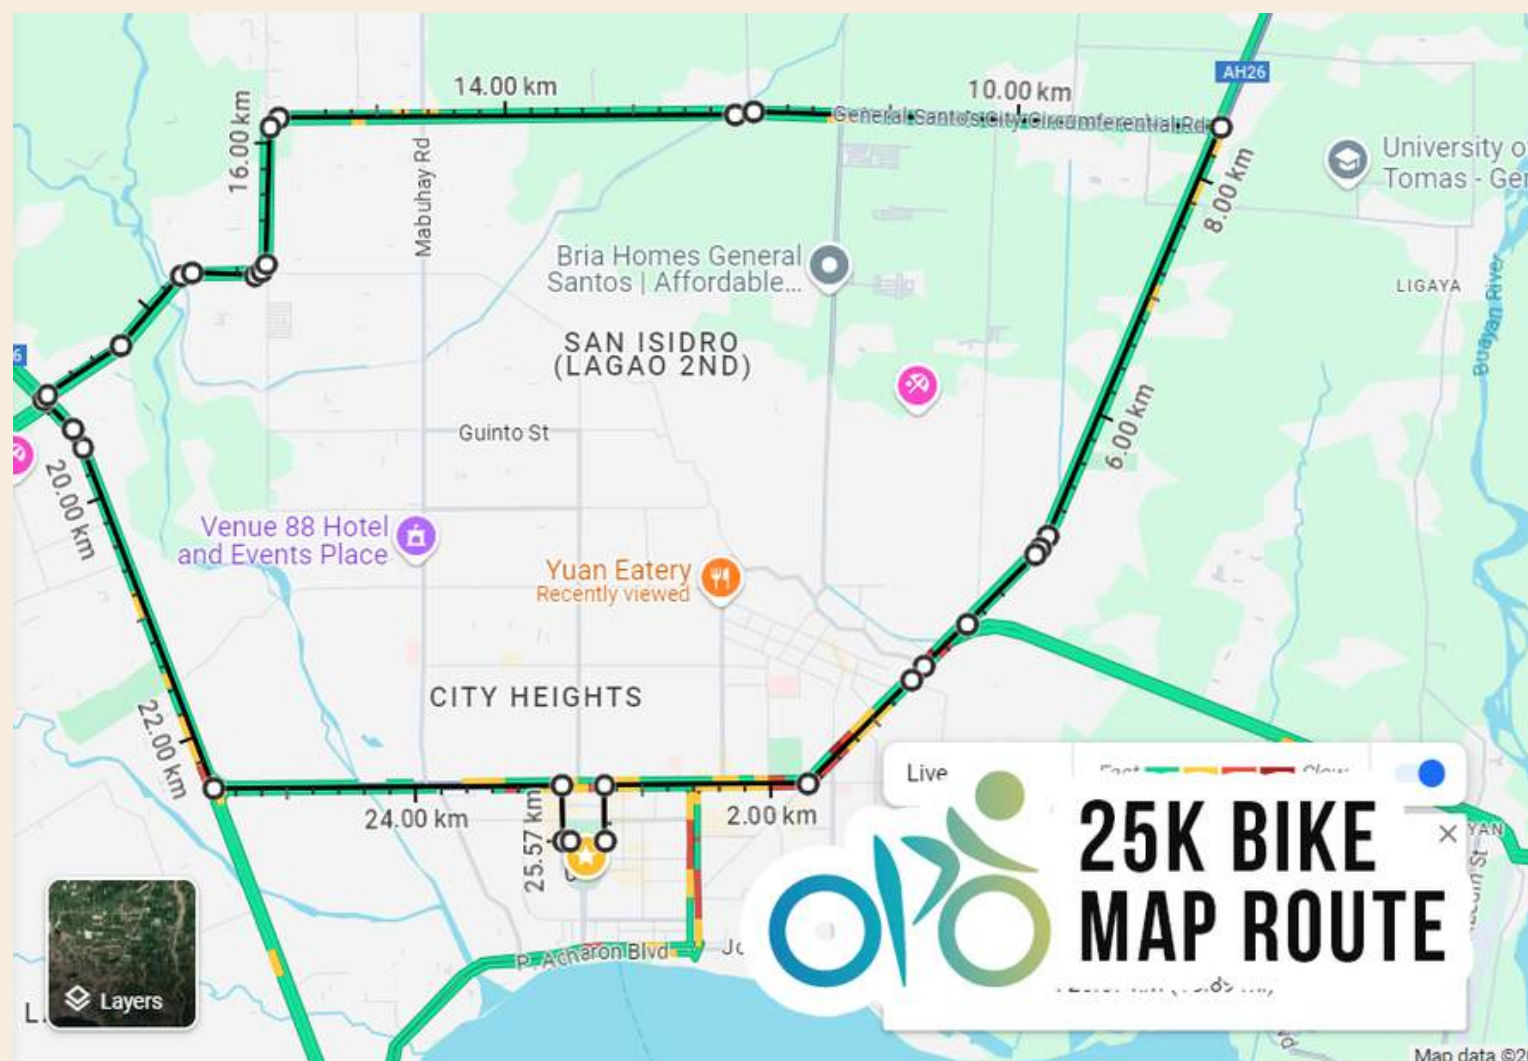 AH26
14.00 km
10.00 km
General Santos City Circumferential Rd
16.00 km
Mabuhay Rd
8.00 km
University o
Tomas - Ger
Bria Homes General
Santos | Affordable...
LIGAYA
Buayan River
SAN ISIDRO
(LAGAO 2ND)
6
6.00 km
Guinto St
20.00 km
Venue 88 Hotel
and Events Place
Yuan Eatery
Recently viewed
CITY HEIGHTS
22.00 km
24.00 km
25.57 km
2.00 km
Live
Fast
Slow
25K BIKE
MAP ROUTE
YAN
P. Acharon Blvd
Layers
Map data ©2